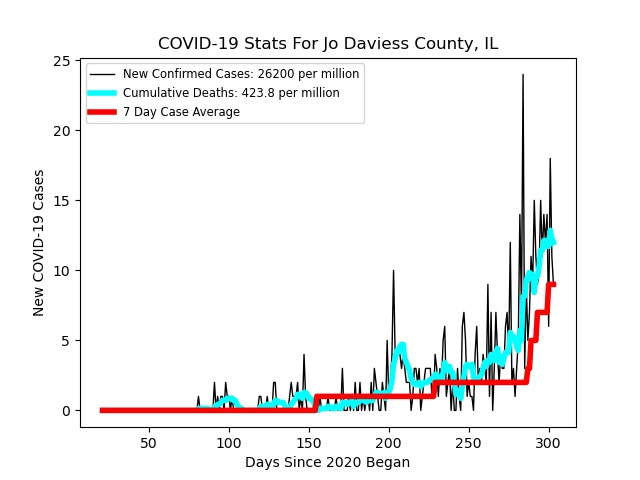 COVID-19 Stats For Jo Daviess County, IL
New Confirmed Cases: 26200 per million
Cumulative Deaths: 423.8 per million
7 Day Case Average
25
20
15
10
5
0
New COVID-19 Cases
50 100 150 200 250 300
Days Since 2020 Began